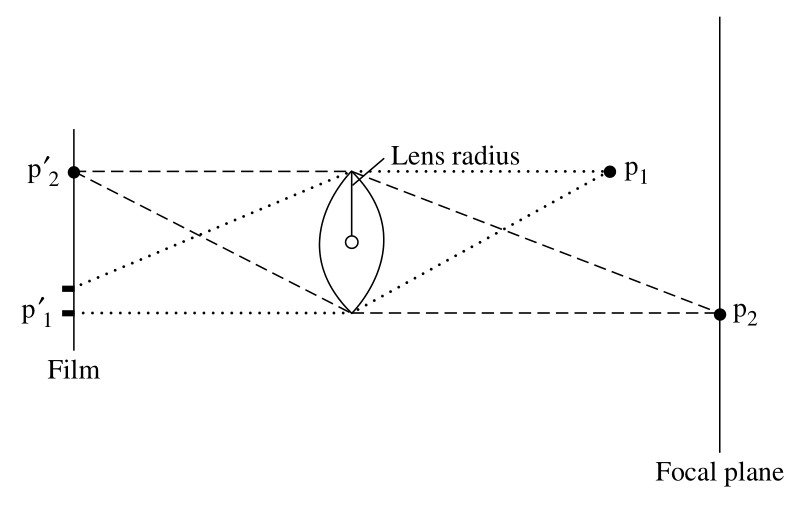 Lens radius
p′2
p1
p′1
p2
Film
Focal plane